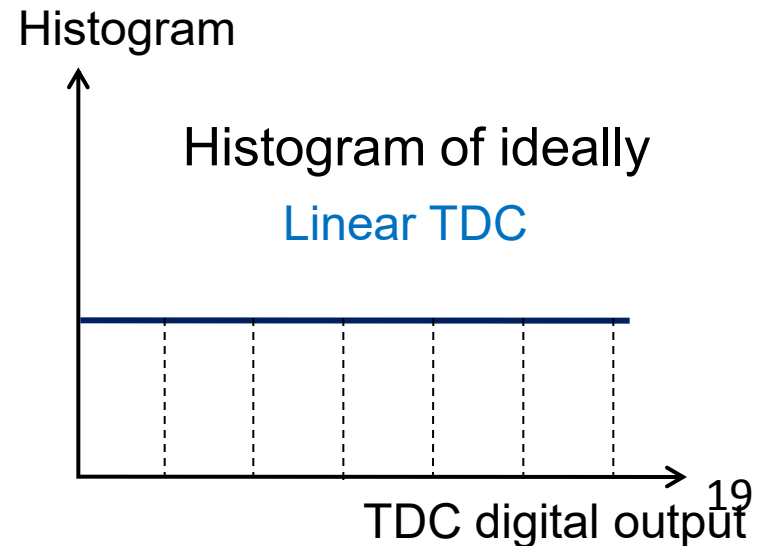 Histogram
Histogram of ideally
Linear TDC
19
TDC digital output